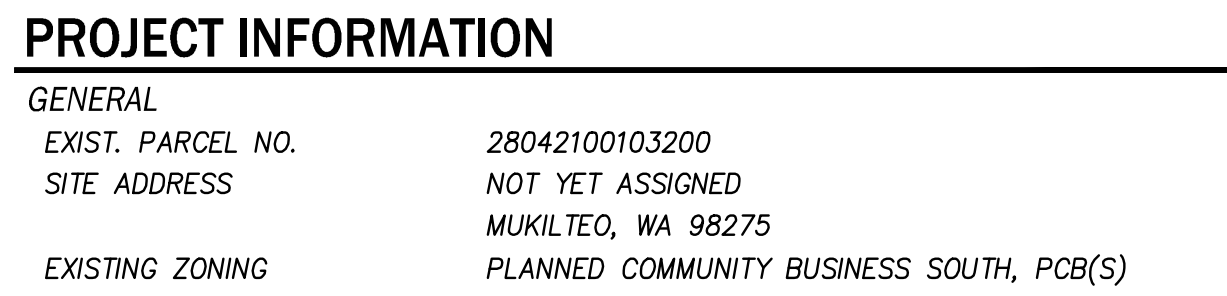 PROJECT INFORMATION
GENERAL
EXIST. PARCEL NO. 28042100103200
SITE ADDRESS NOT YET ASSIGNED
MUKILTEO, WA 98275
EXISTING ZONING PLANNED COMMUNITY BUSINESS SOUTH, PCB(S)